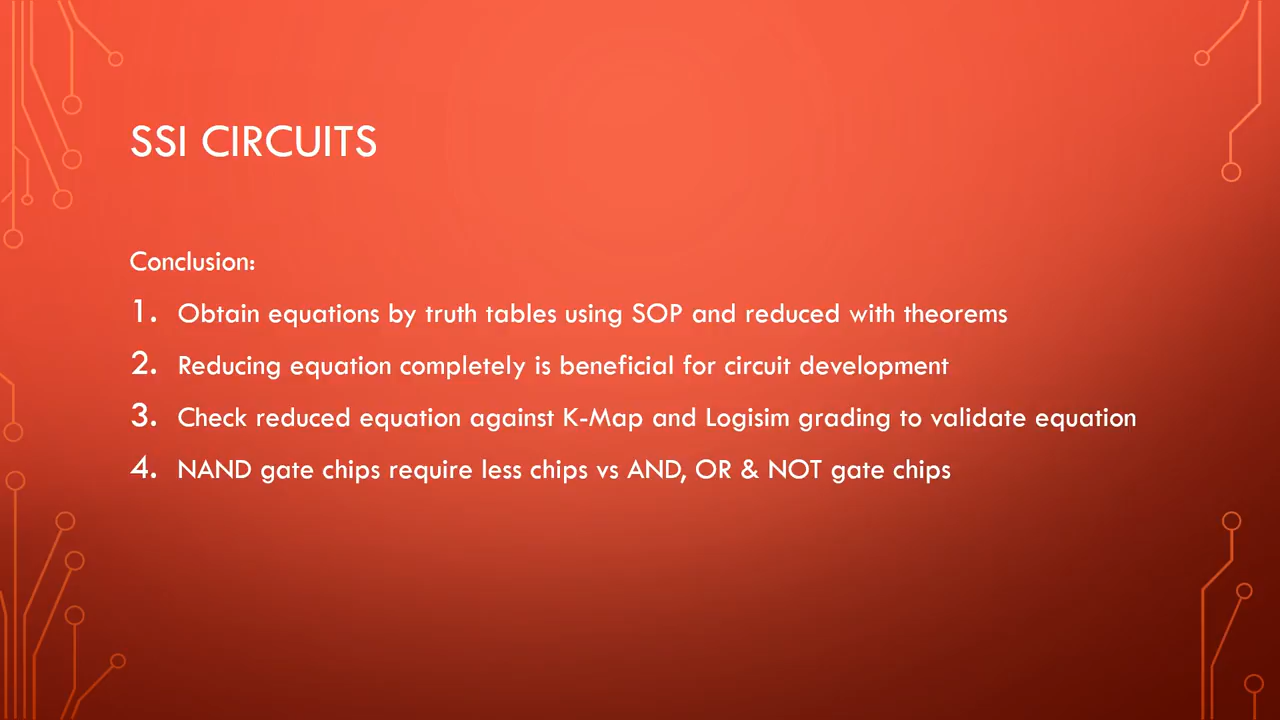 SSI CIRCUITS
Conclusion:
1. Obtain equations by truth tables using SOP and reduced with theorems
2. Reducing equation completely is beneficial for circuit development
3. Check reduced equation against K-Map and Logisim grading to validate equation
4. NAND gate chips require less chips vs AND, OR & NOT gate chips